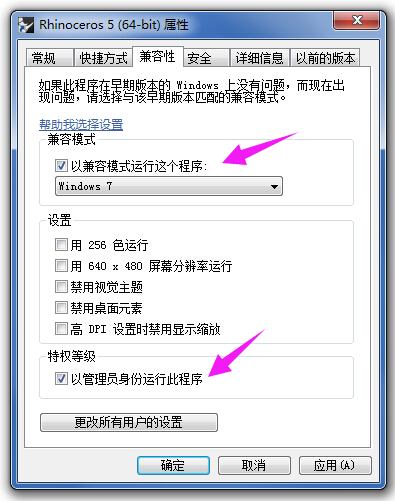 Rhinoceros 5 (64-bit) 属性
常规 快捷方式 兼容性 安全 详细信息 以前的版本
如果此程序在早期版本的 Windows 上没有问题，而现在出
现问题，请选择与该早期版本匹配的兼容模式。
帮助我选择设置
兼容模式
以兼容模式运行这个程序:
Windows 7
设置
用 256 色运行
用 640 x 480 屏幕分辨率运行
禁用视觉主题
禁用桌面元素
高 DPI 设置时禁用显示缩放
特权等级
以管理员身份运行此程序
更改所有用户的设置
确定 取消 应用(A)